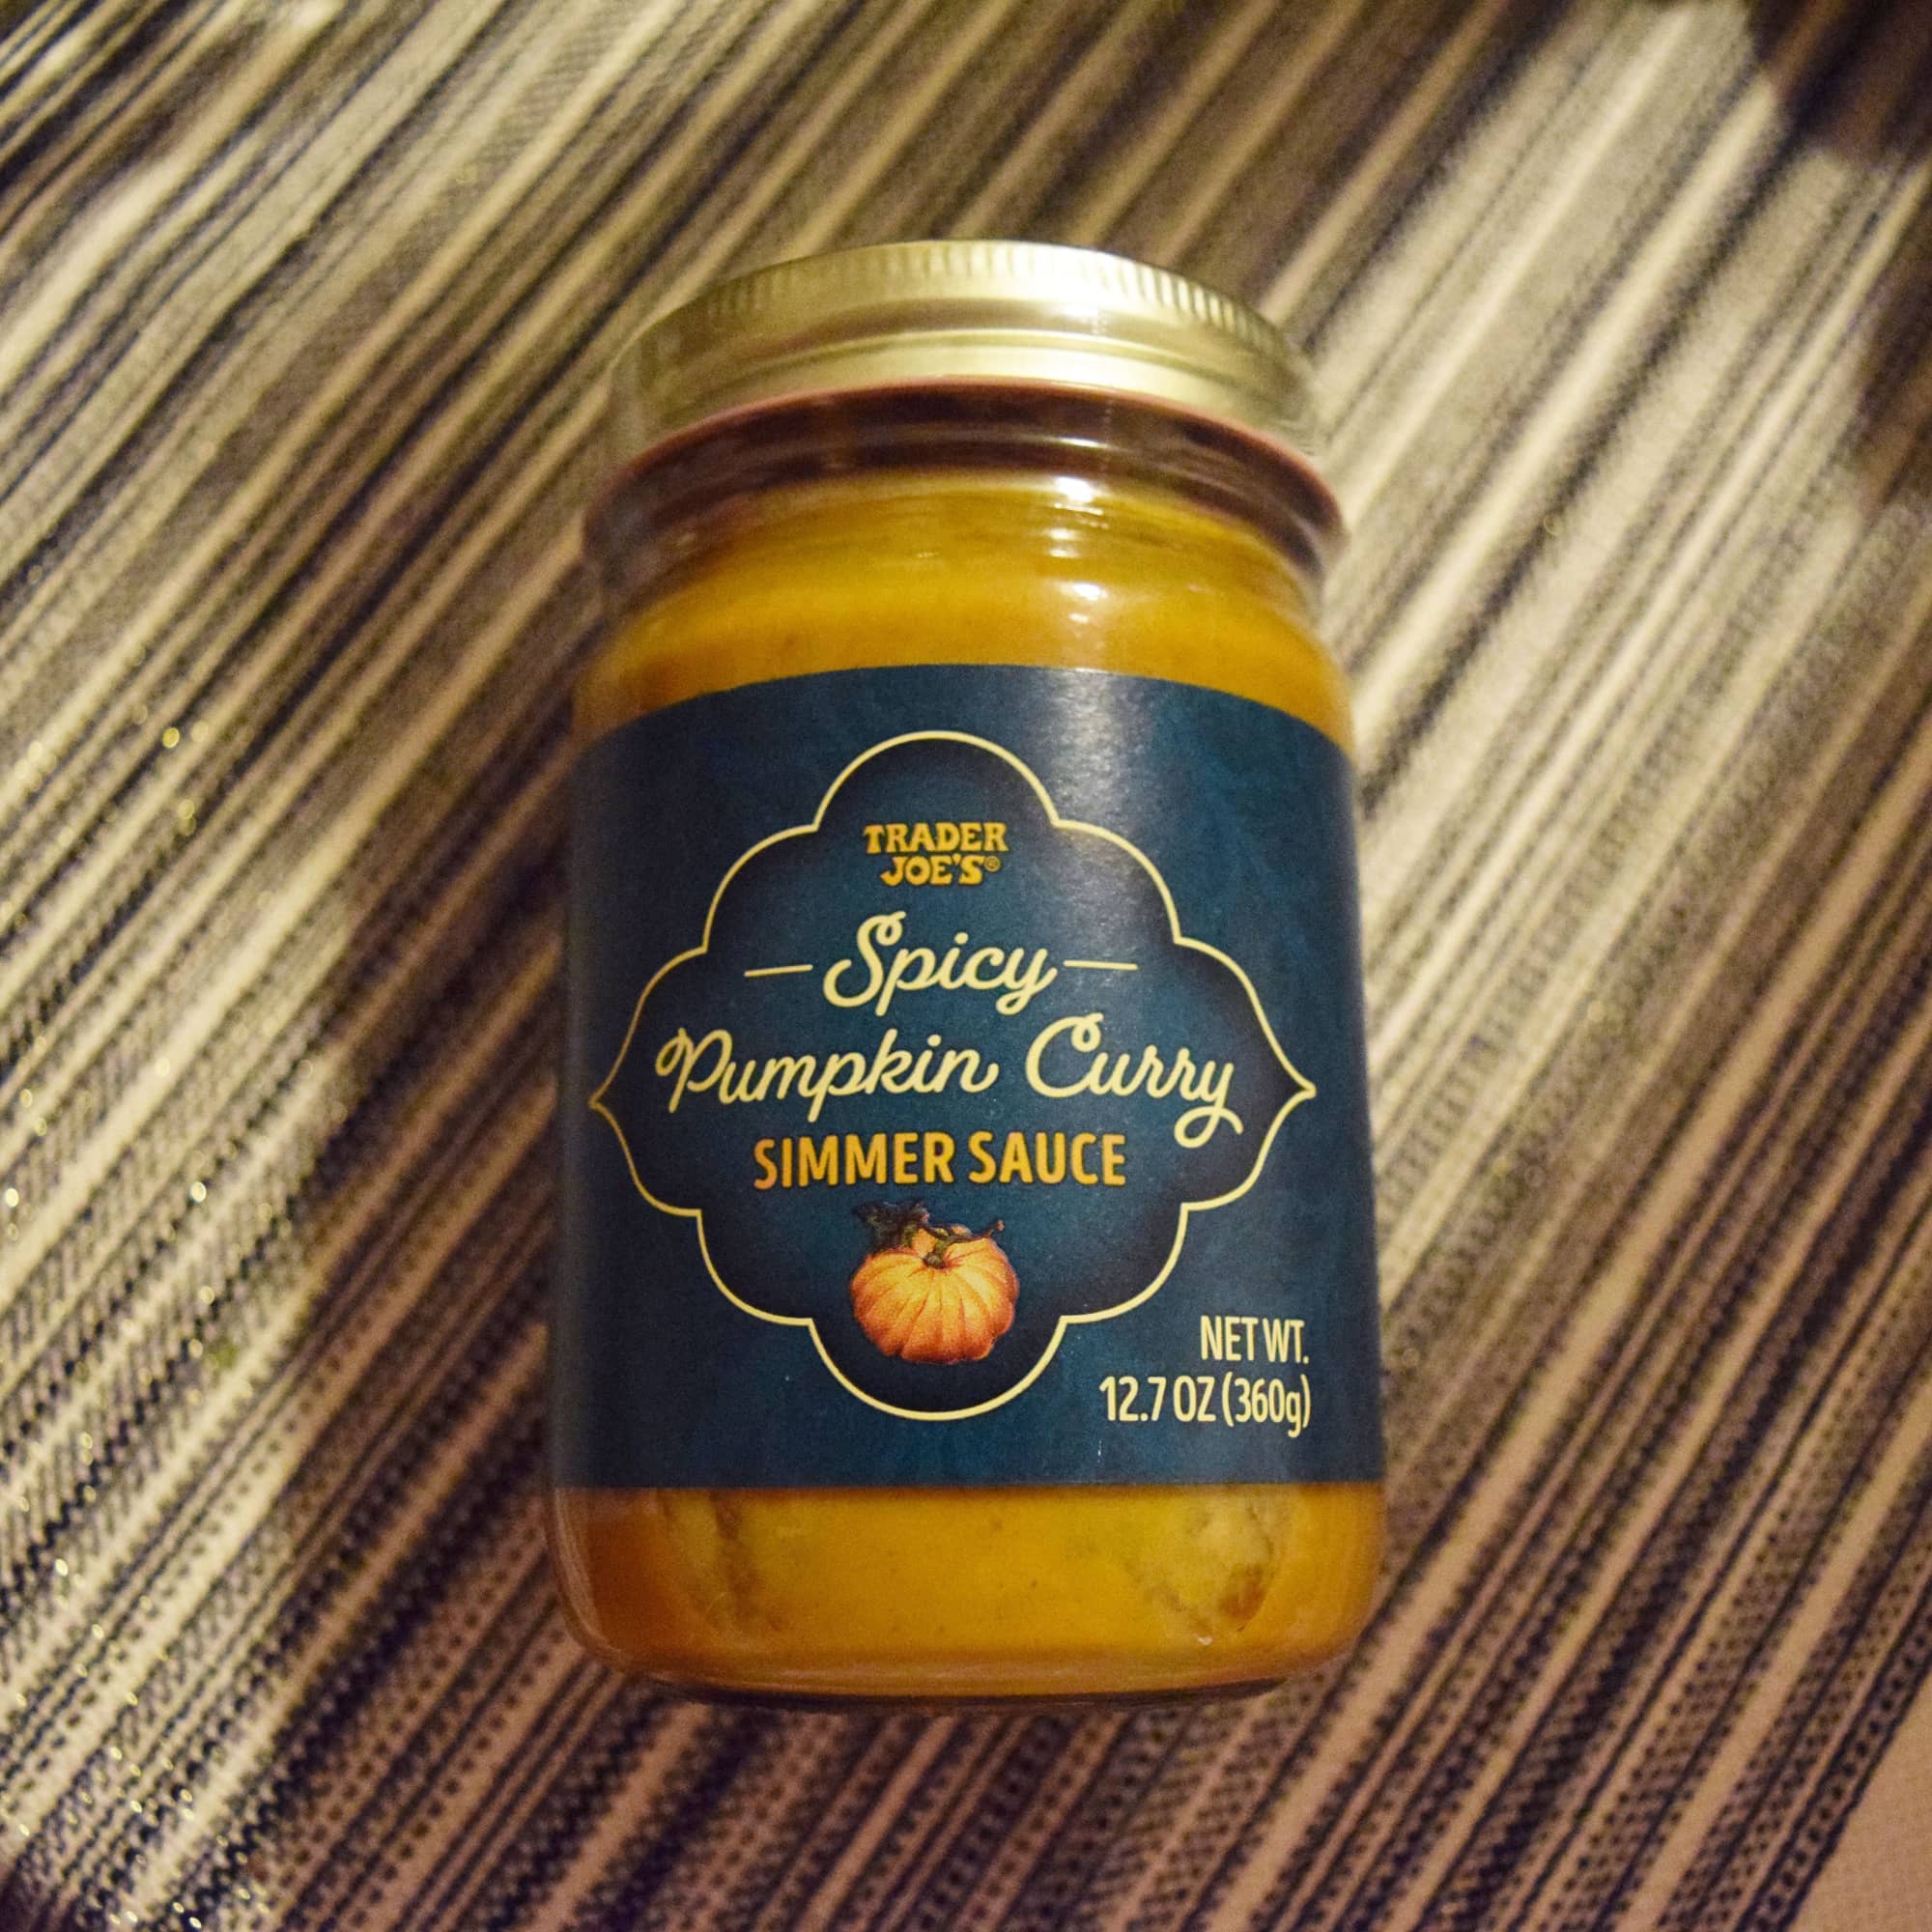 TRADER
JOE'S®
Spicy
Pumpkin Curry
SIMMER SAUCE
NET WT.
12.7 OZ (360g)